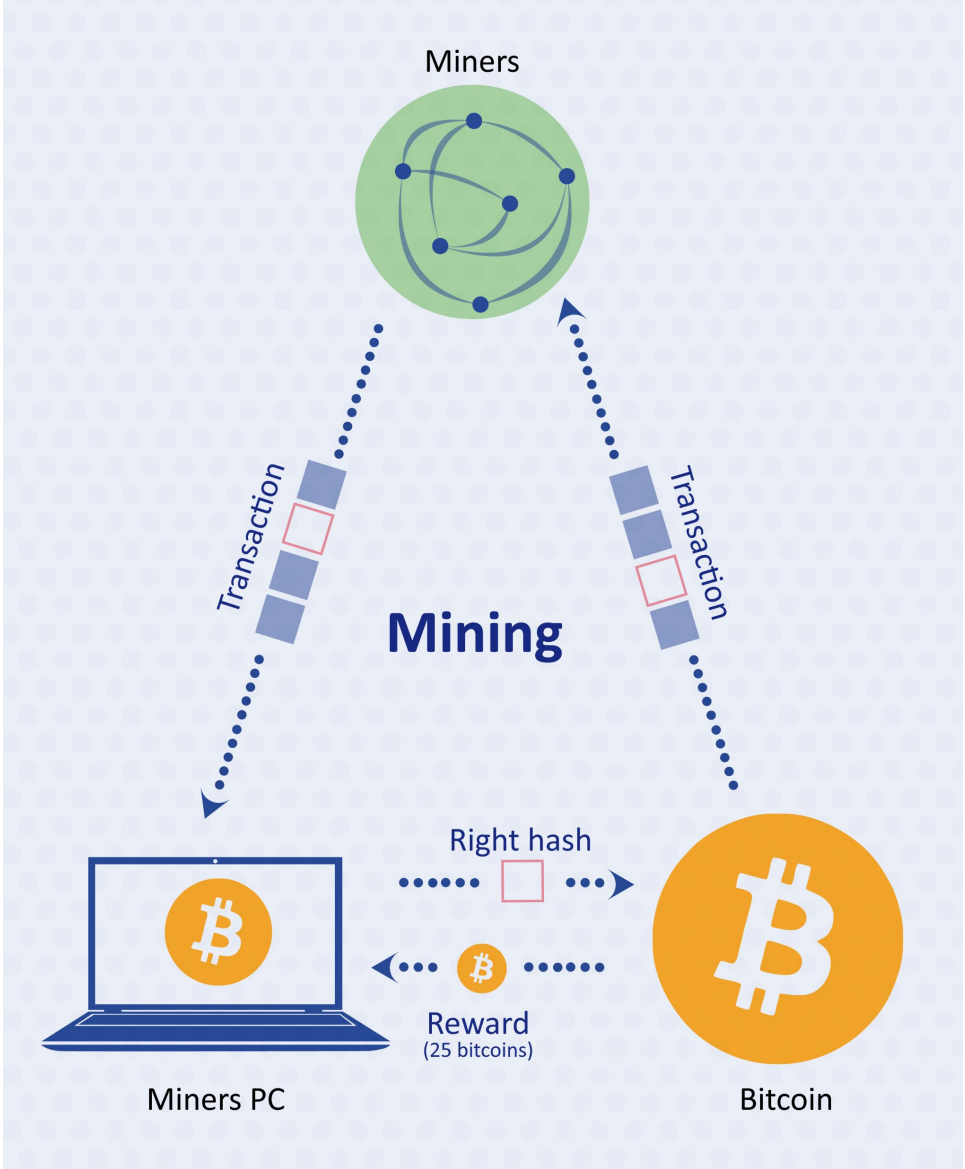 Miners
Transaction
Transaction
Mining
Right hash
Reward
(25 bitcoins)
Miners PC
Bitcoin